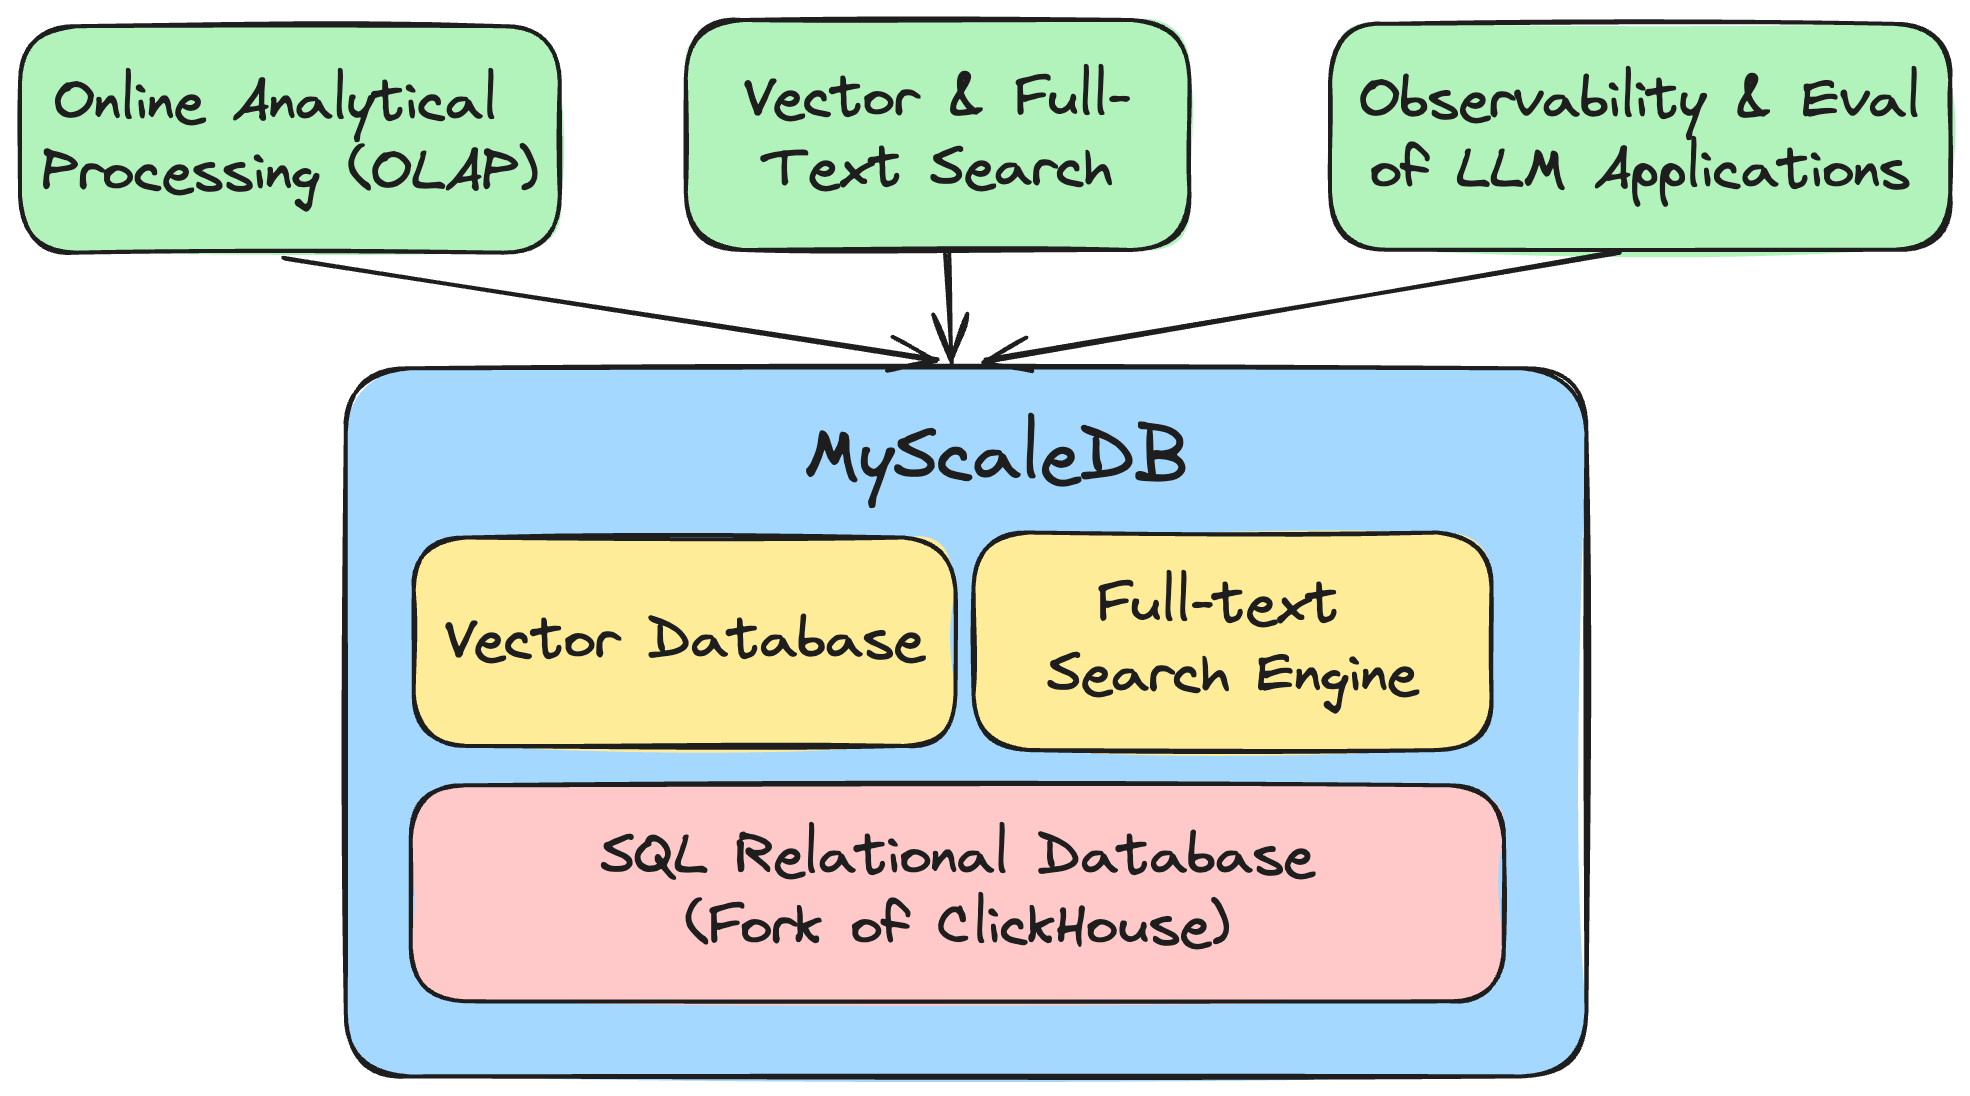 Online Analytical
Processing (OLAP)
Vector & Full-
Text Search
Observability & Eval
of LLM Applications
MyScaleDB
Vector Database
Full-text
Search Engine
SQL Relational Database
(Fork of ClickHouse)